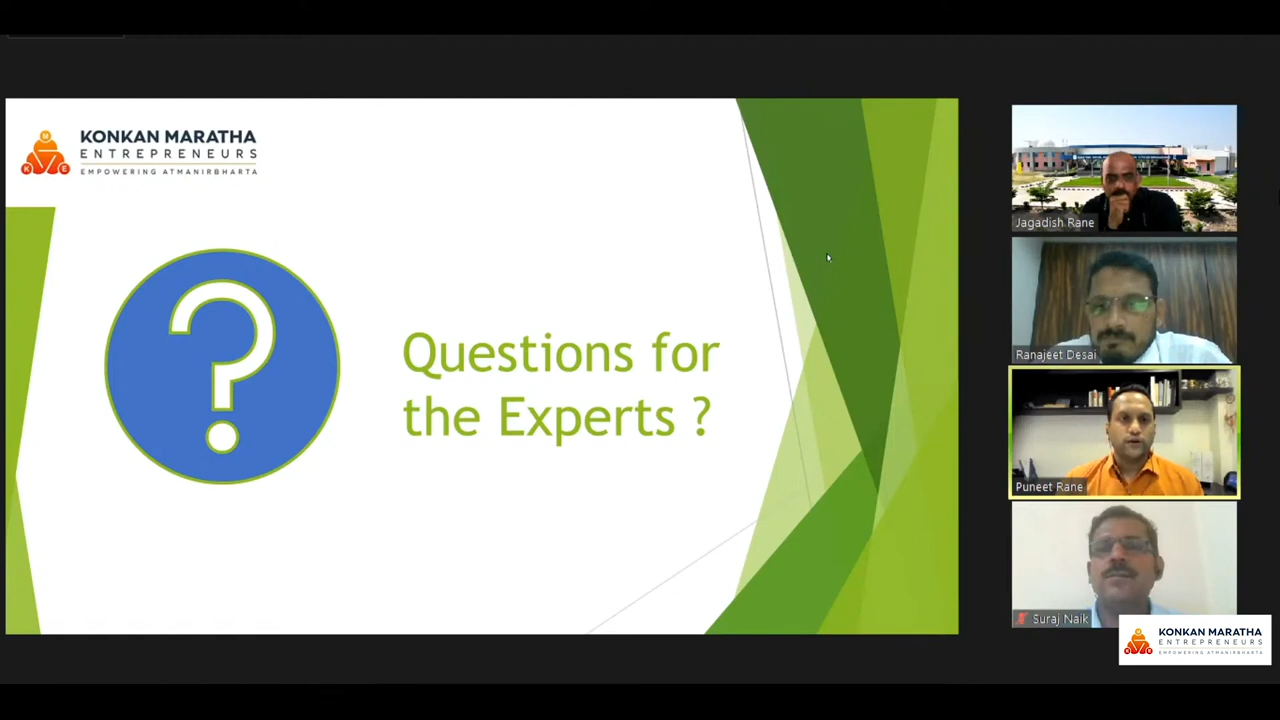 KONKAN MARATHA
ENTREPRENEURS
EMPOWERING ATMANIRBHARTA
K
E
?
Questions for
the Experts ?
Jagadish Rane
Ranajeet Desai
Puneet Rane
Suraj Naik
KONKAN MARATHA
ENTREPRENEURS
EMPOWERING ATMANIRBHARTA